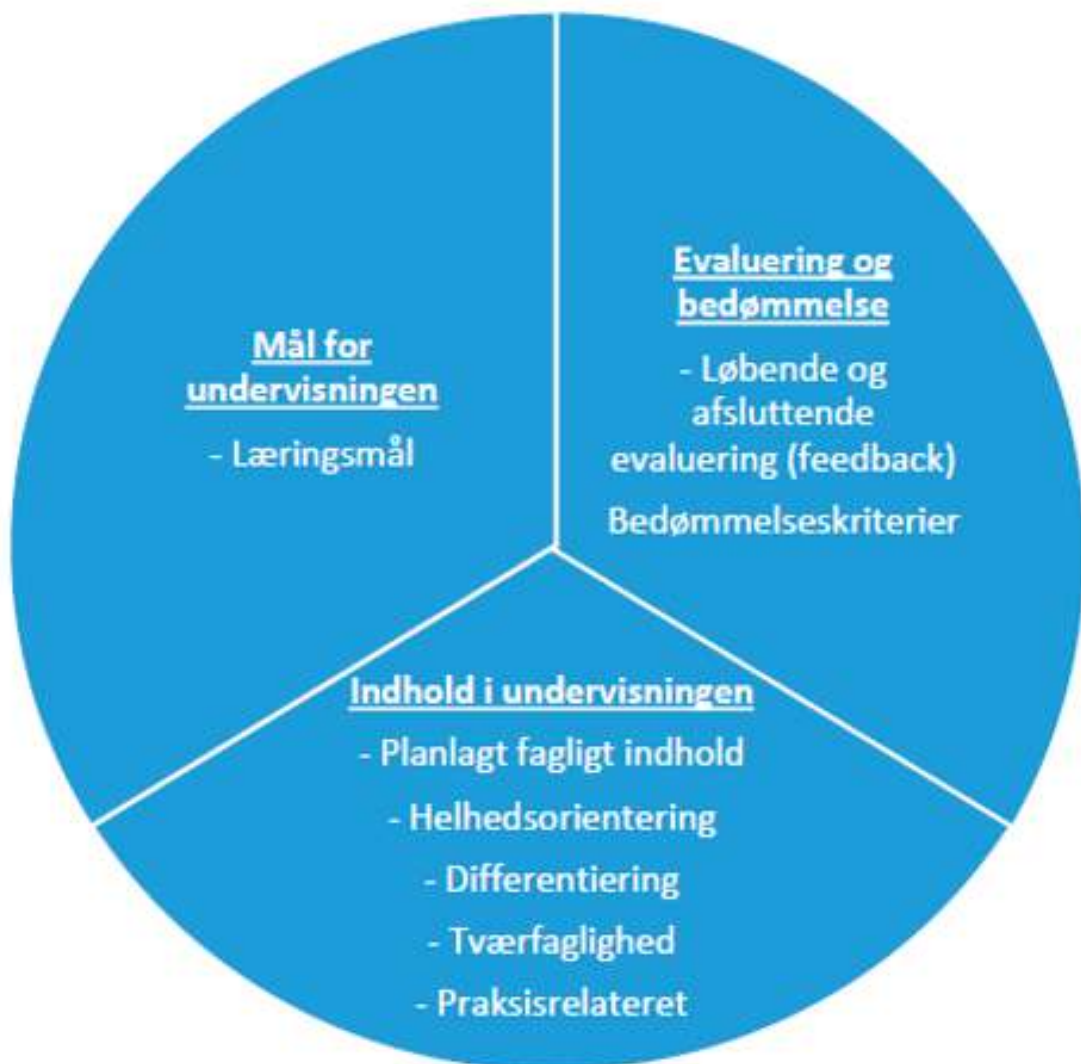 Mål for
undervisningen
- Læringsmål
Evaluering og
bedømmelse
- Løbende og
afsluttende
evaluering (feedback)
Bedømmelseskriterier
Indhold i undervisningen
- Planlagt fagligt indhold
- Helhedsorientering
- Differentiering
- Tværfaglighed
- Praksisrelateret